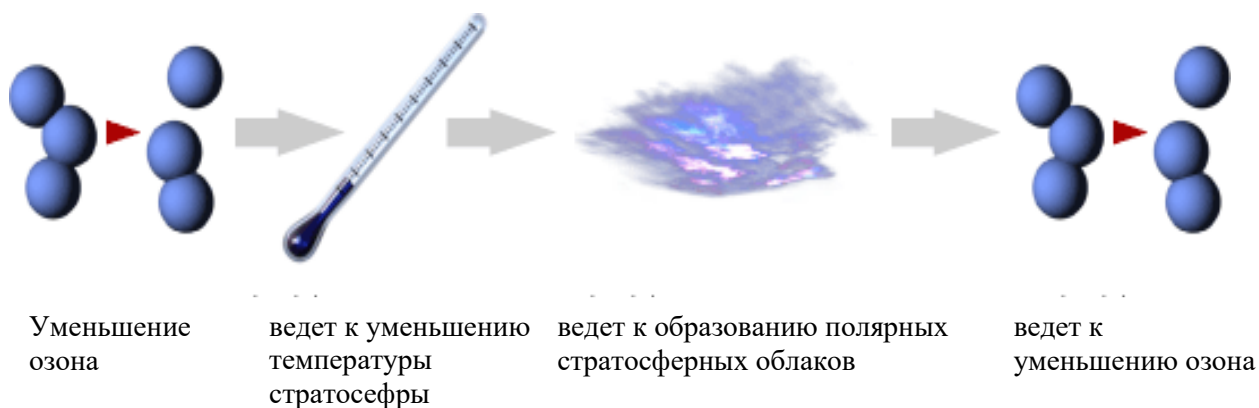 Уменьшение
озона
ведет к уменьшению
температуры
стратосефры
ведет к образованию полярных
стратосферных облаков
ведет к
уменьшению озона